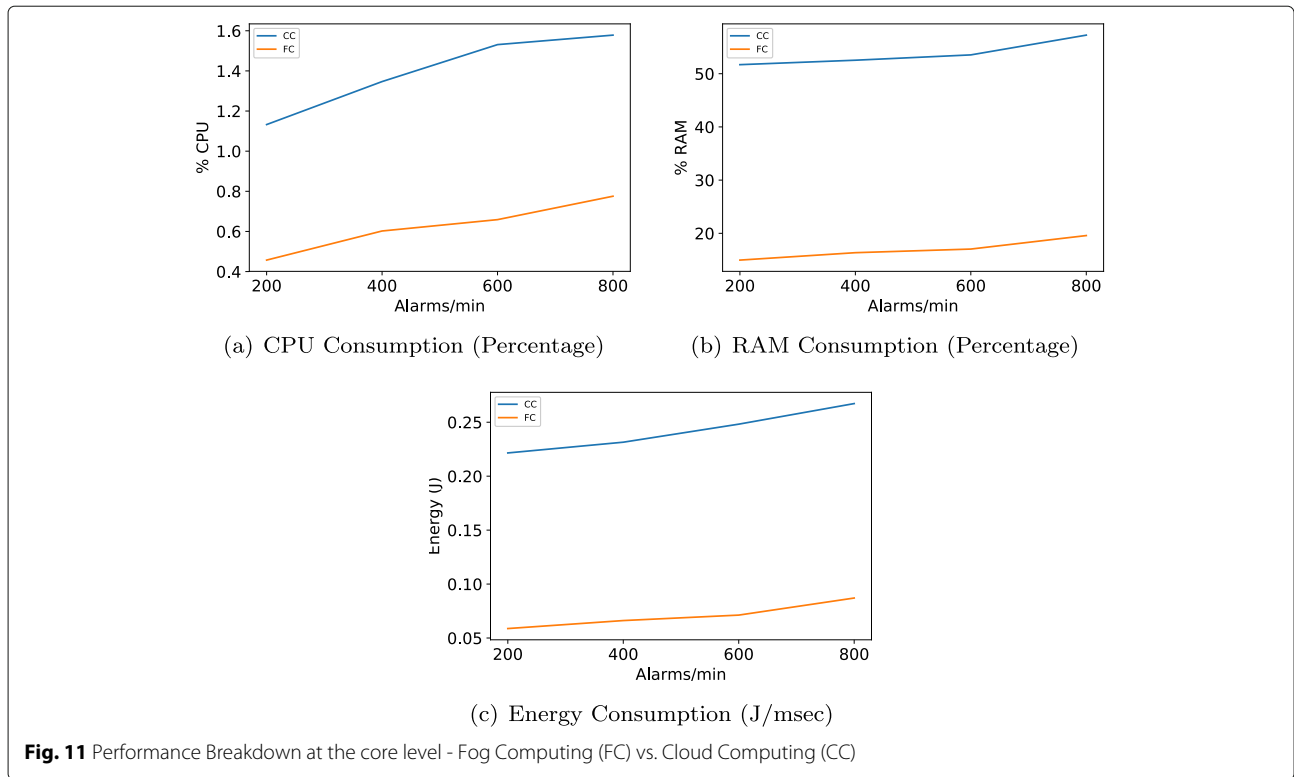 CC
FC
1.6
1.4
1.2
1.0
0.8
0.6
0.4
% CPU
200 400 600 800
Alarms/min
(a) CPU Consumption (Percentage)
CC
FC
50
40
30
20
% RAM
200 400 600 800
Alarms/min
(b) RAM Consumption (Percentage)
CC
FC
0.25
0.20
0.15
0.10
0.05
Energy (J)
200 400 600 800
Alarms/min
(c) Energy Consumption (J/msec)
Fig. 11 Performance Breakdown at the core level - Fog Computing (FC) vs. Cloud Computing (CC)